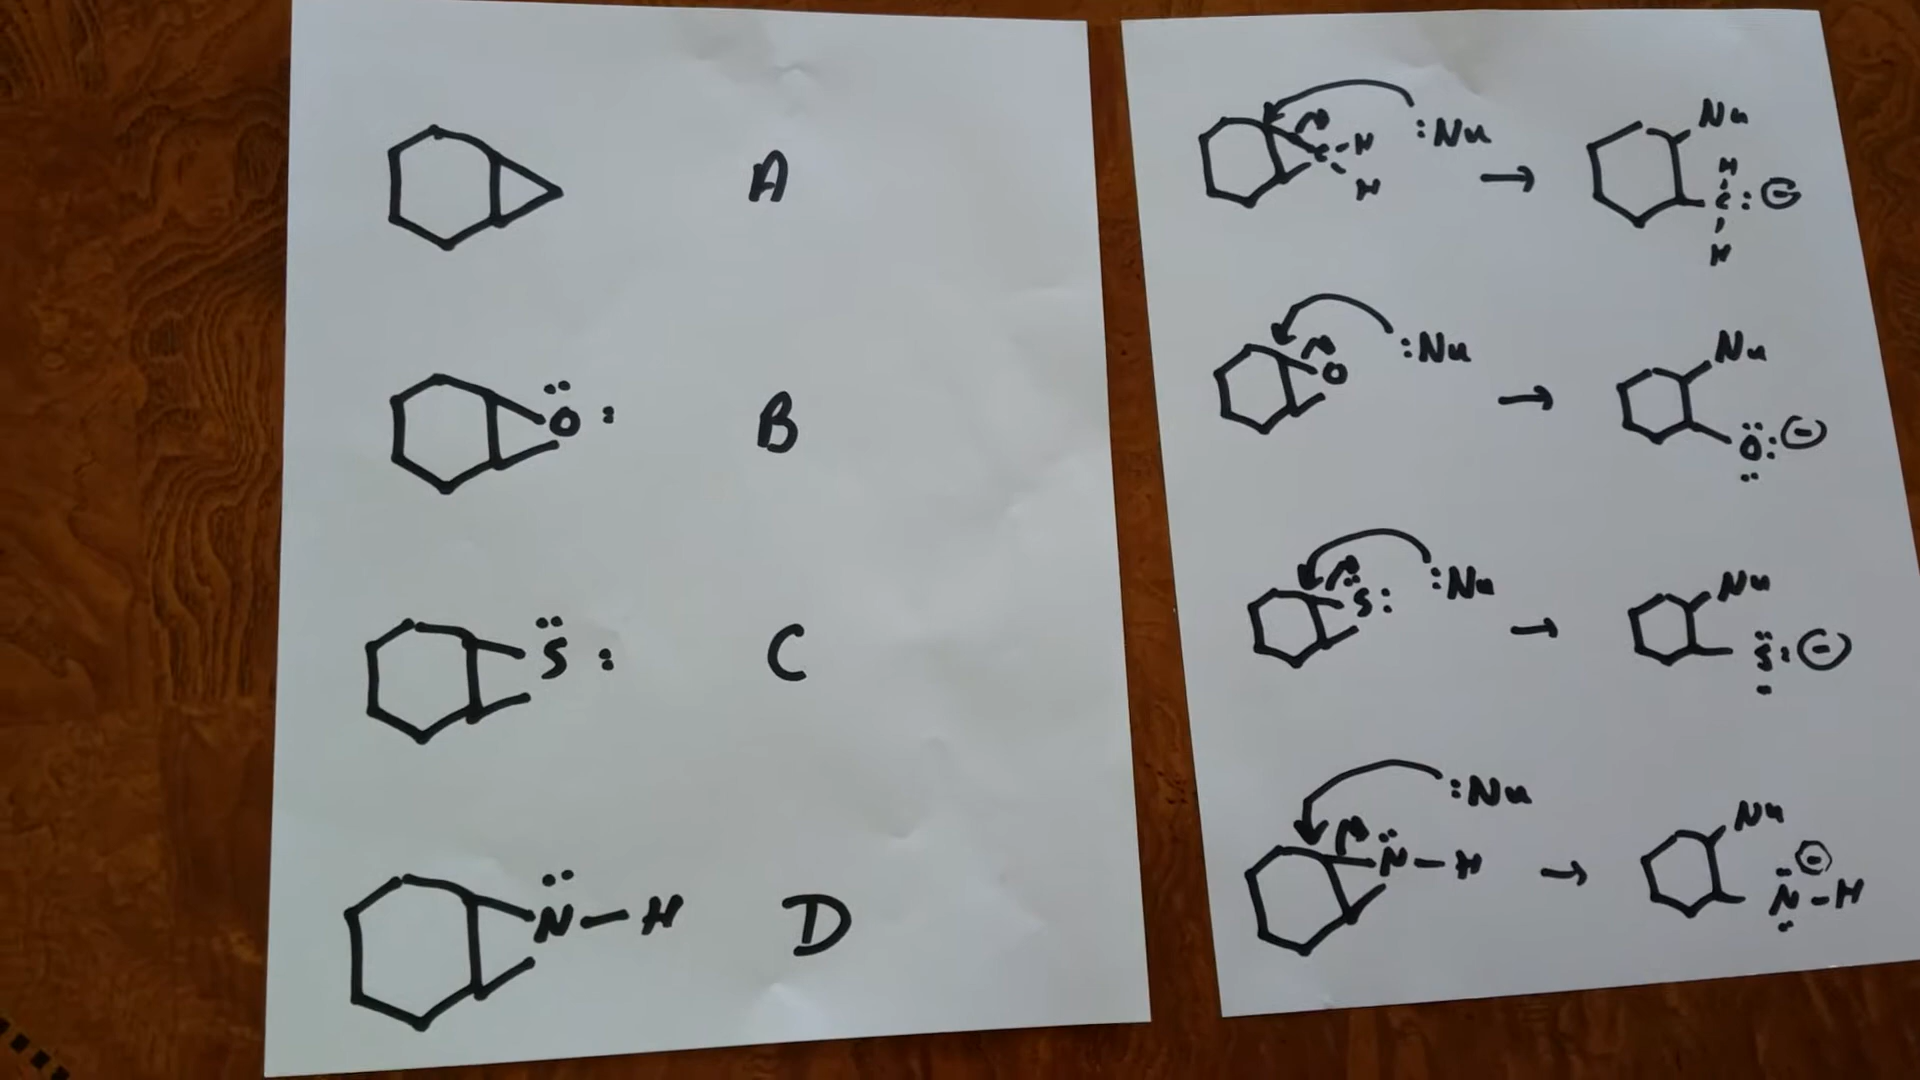 A
:Nu
C-H
H
Nu
H
C:⊖
H
Ö: B
:Nu
O
Nu
:Ö:⊖
S̈: C
:Nu
S̈:
Nu
S̈:⊖
N̈-H D
:Nu
N̈-H
Nu
⊖
N̈-H